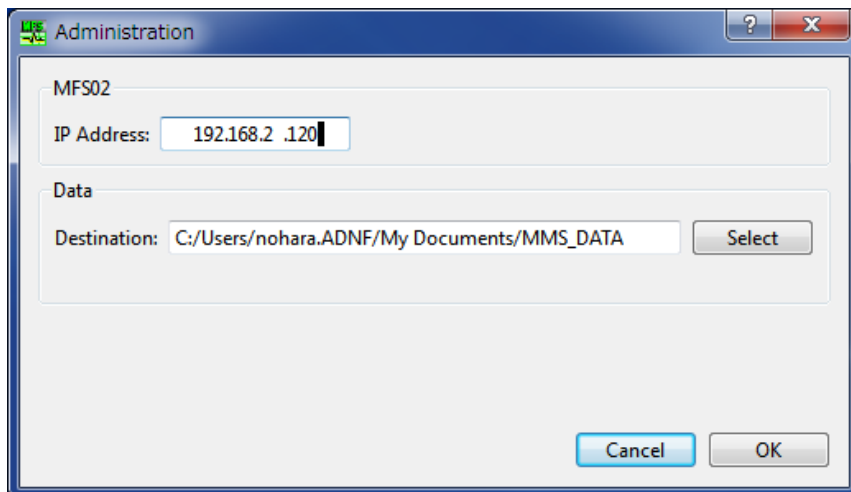 Administration
MFS02
IP Address: 192.168.2 .120
Data
Destination: C:/Users/nohara.ADNF/My Documents/MMS_DATA Select
Cancel OK